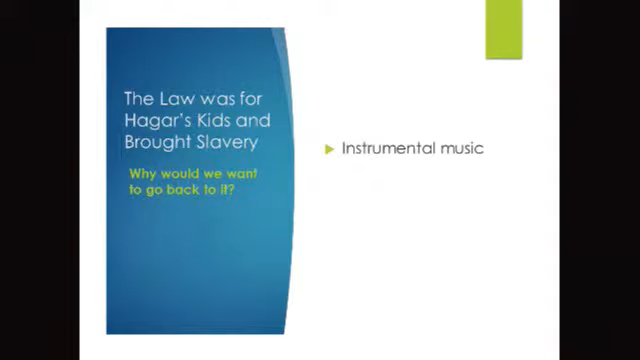 The Law was for
Hagar's Kids and
Brought Slavery
Why would we want
to go back to it?
Instrumental music